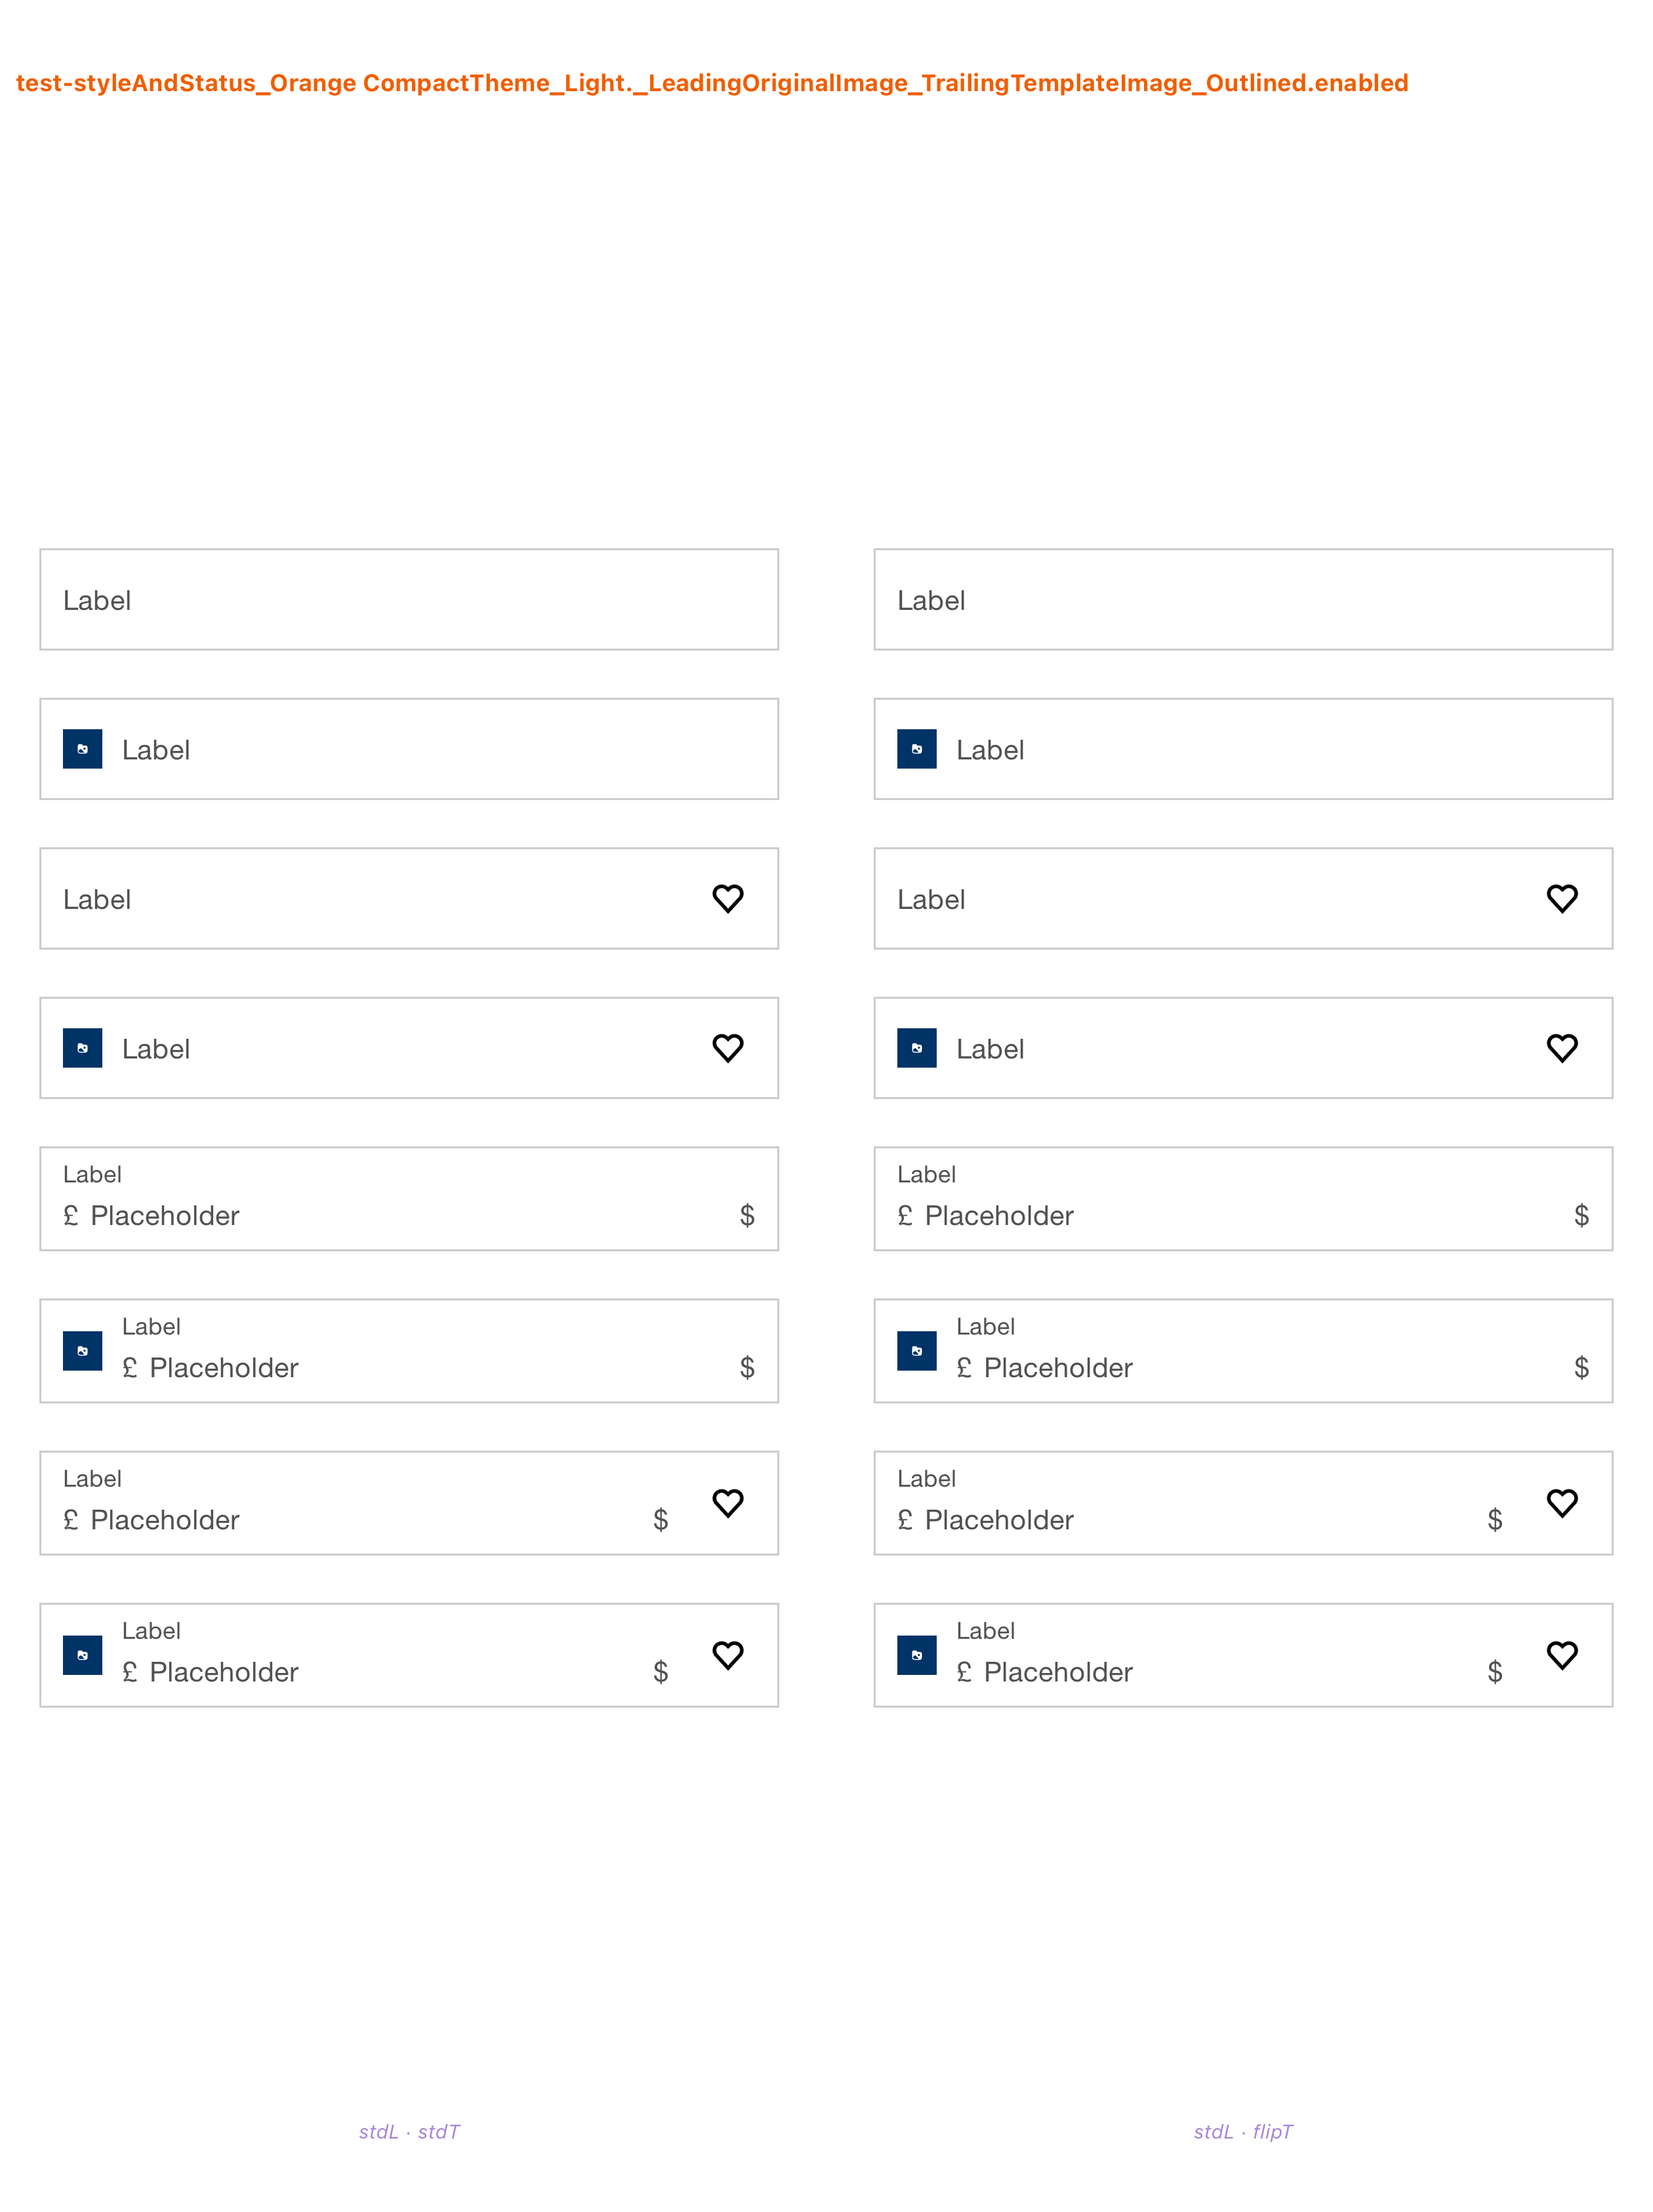 test-styleAndStatus_Orange CompactTheme_Light._LeadingOriginalImage_TrailingTemplateImage_Outlined.enabled
Label
Label
Label
Label
Label
Label
Label
Label
Label
Label
£ Placeholder $
£ Placeholder $
Label
Label
£ Placeholder $
£ Placeholder $
Label
Label
£ Placeholder $
£ Placeholder $
Label
Label
£ Placeholder $
£ Placeholder $
stdL · stdT
stdL · flipT